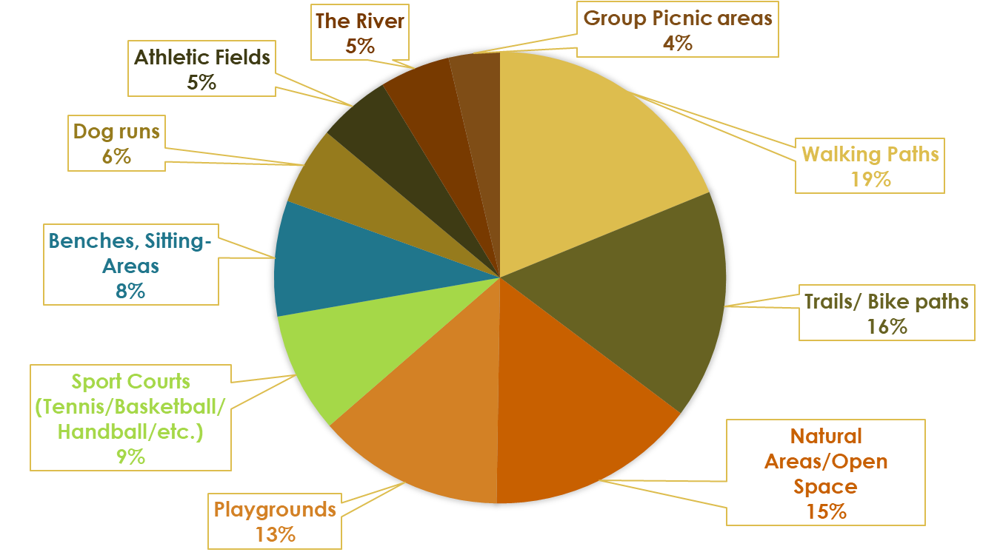 The River
5%
Group Picnic areas
4%
Athletic Fields
5%
Dog runs
6%
Walking Paths
19%
Benches, Sitting-
Areas
8%
Trails/ Bike paths
16%
Sport Courts
(Tennis/Basketball/
Handball/etc.)
9%
Natural
Areas/Open
Space
15%
Playgrounds
13%